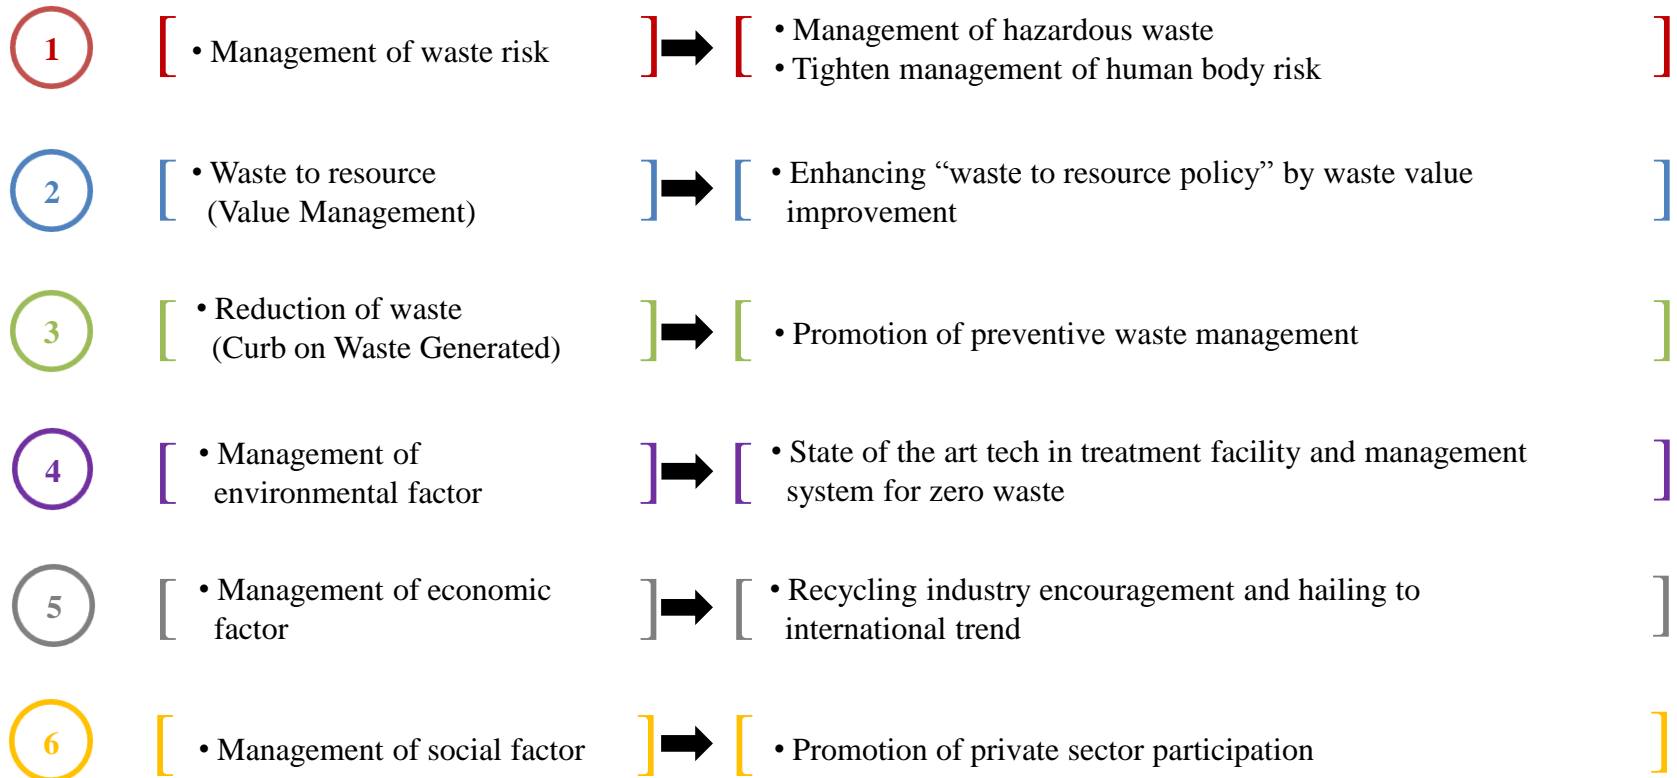 1
• Management of waste risk
• Management of hazardous waste
• Tighten management of human body risk
2
• Waste to resource
(Value Management)
• Enhancing “waste to resource policy” by waste value
improvement
3
• Reduction of waste
(Curb on Waste Generated)
• Promotion of preventive waste management
4
• Management of
environmental factor
• State of the art tech in treatment facility and management
system for zero waste
5
• Management of economic
factor
• Recycling industry encouragement and hailing to
international trend
6
• Management of social factor
• Promotion of private sector participation